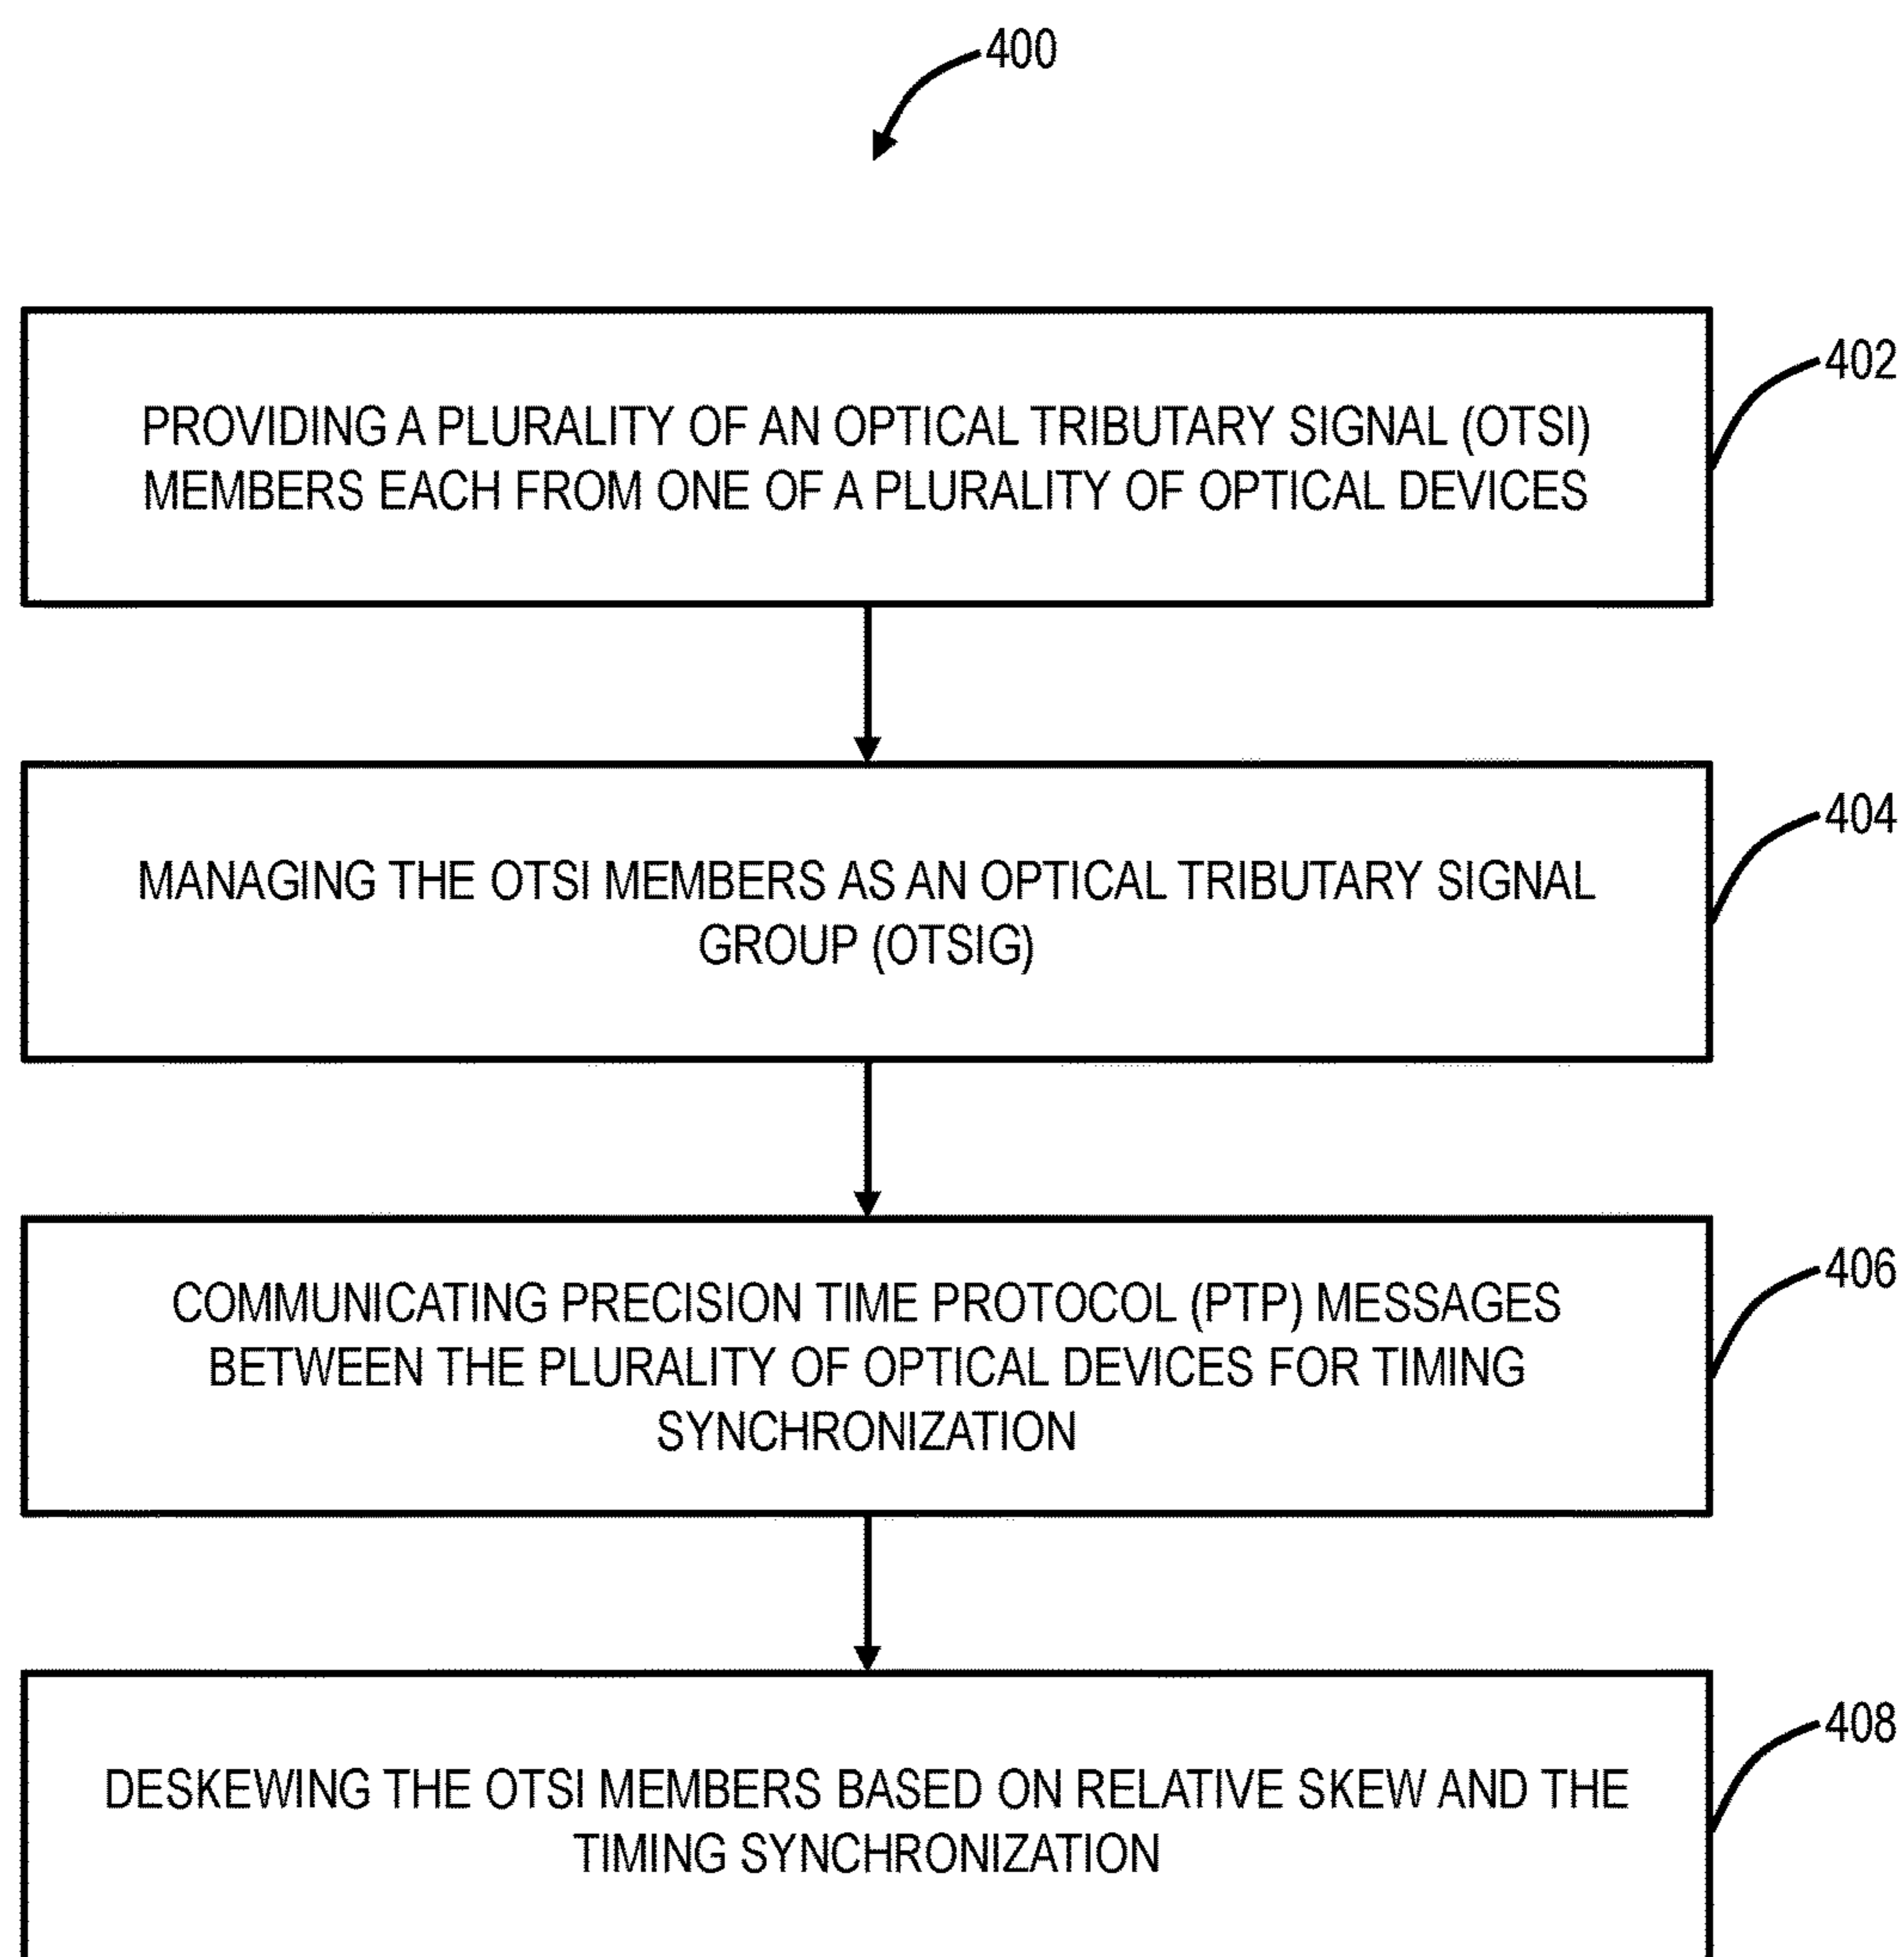 400
PROVIDING A PLURALITY OF AN OPTICAL TRIBUTARY SIGNAL (OTSI)
MEMBERS EACH FROM ONE OF A PLURALITY OF OPTICAL DEVICES
402
MANAGING THE OTSI MEMBERS AS AN OPTICAL TRIBUTARY SIGNAL
GROUP (OTSIG)
404
COMMUNICATING PRECISION TIME PROTOCOL (PTP) MESSAGES
BETWEEN THE PLURALITY OF OPTICAL DEVICES FOR TIMING
SYNCHRONIZATION
406
DESKEWING THE OTSI MEMBERS BASED ON RELATIVE SKEW AND THE
TIMING SYNCHRONIZATION
408